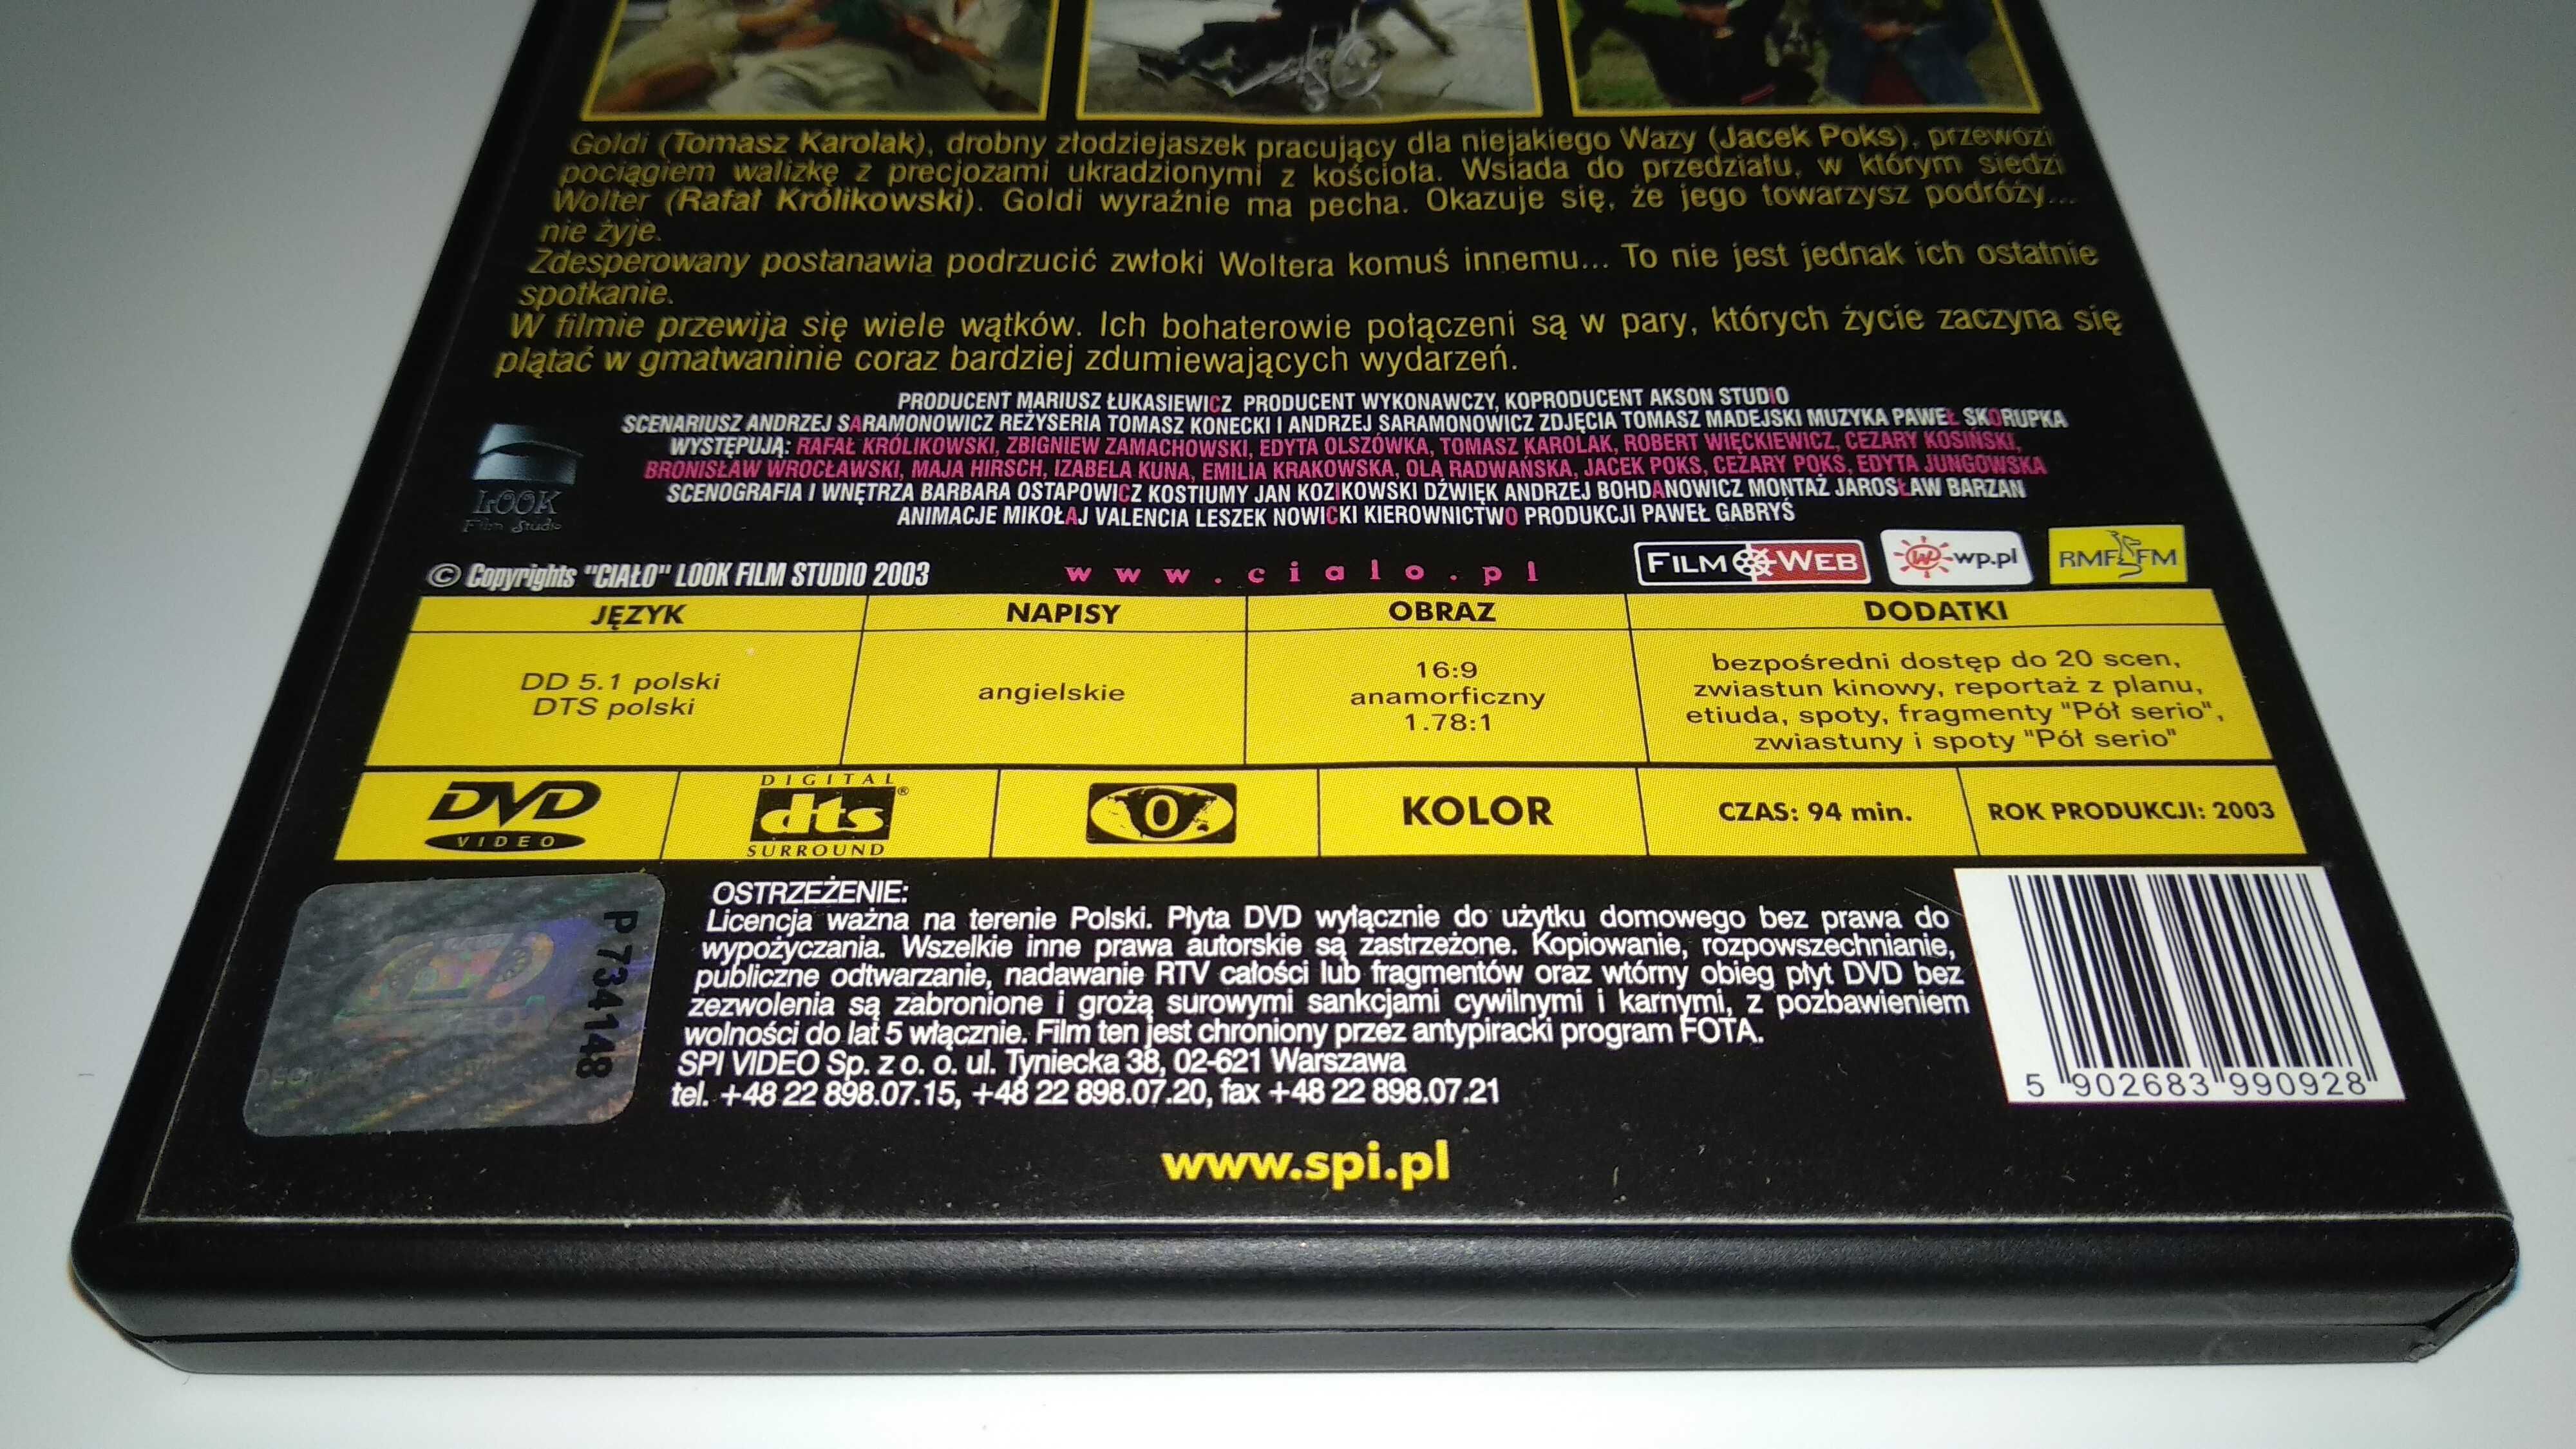 Goldi (Tomasz Karolak), drobny złodziejaszek pracujący dla niejakiego Wazy (Jacek Poks), przewozi
pociągiem walizkę z precjozami ukradzionymi z kościoła. Wsiada do przedziału, w którym siedzi
Wolter (Rafał Królikowski). Goldi wyraźnie ma pecha. Okazuje się, że jego towarzysz podróży...
nie żyje.
Zdesperowany postanawia podrzucić zwłoki Woltera komuś innemu... To nie jest jednak ich ostatnie
spotkanie.
W filmie przewija się wiele wątków. Ich bohaterowie połączeni są w pary, których życie zaczyna się
plątać w gmatwaninie coraz bardziej zdumiewających wydarzeń.
PRODUCENT MARIUSZ ŁUKASIEWICZ PRODUCENT WYKONAWCZY, KOPRODUCENT AKSON STUDIO
SCENARIUSZ ANDRZEJ SARAMONOWICZ REŻYSERIA TOMASZ KONECKI I ANDRZEJ SARAMONOWICZ ZDJĘCIA TOMASZ MADEJSKI MUZYKA PAWEŁ SKORUPKA
WYSTĘPUJĄ: RAFAŁ KRÓLIKOWSKI, ZBIGNIEW ZAMACHOWSKI, EDYTA OLSZÓWKA, TOMASZ KAROLAK, ROBERT WIĘCKIEWICZ, CEZARY KOSIŃSKI,
BRONISŁAW WROCŁAWSKI, MAJA HIRSCH, IZABELA KUNA, EMILIA KRAKOWSKA, OLA RADWAŃSKA, JACEK POKS, CEZARY POKS, EDYTA JUNGOWSKA
SCENOGRAFIA I WNĘTRZA BARBARA OSTAPOWICZ KOSTIUMY JAN KOZIKOWSKI DŹWIĘK ANDRZEJ BOHDANOWICZ MONTAŻ JAROSŁAW BARZAN
ANIMACJE MIKOŁAJ VALENCIA LESZEK NOWICKI KIEROWNICTWO PRODUKCJI PAWEŁ GABRYŚ
LOOK
Film Studio
© Copyrights "CIAŁO" LOOK FILM STUDIO 2003
www.cialo.pl
FILM WEB
w wp.pl
RMF FM
JĘZYK
NAPISY
OBRAZ
DODATKI
DD 5.1 polski
DTS polski
angielskie
16:9
anamorficzny
1.78:1
bezpośredni dostęp do 20 scen,
zwiastun kinowy, reportaż z planu,
etiuda, spoty, fragmenty "Pół serio",
zwiastuny i spoty "Pół serio"
DVD
VIDEO
DIGITAL
dts®
SURROUND
0
KOLOR
CZAS: 94 min.
ROK PRODUKCJI: 2003
P 734148
OSTRZEŻENIE:
Licencja ważna na terenie Polski. Płyta DVD wyłącznie do użytku domowego bez prawa do
wypożyczania. Wszelkie inne prawa autorskie są zastrzeżone. Kopiowanie, rozpowszechnianie,
publiczne odtwarzanie, nadawanie RTV całości lub fragmentów oraz wtórny obieg płyt DVD bez
zezwolenia są zabronione i grożą surowymi sankcjami cywilnymi i karnymi, z pozbawieniem
wolności do lat 5 włącznie. Film ten jest chroniony przez antypiracki program FOTA.
SPI VIDEO Sp. z o. o. ul. Tyniecka 38, 02-621 Warszawa
tel. +48 22 898.07.15, +48 22 898.07.20, fax +48 22 898.07.21
5 902683 990928
www.spi.pl